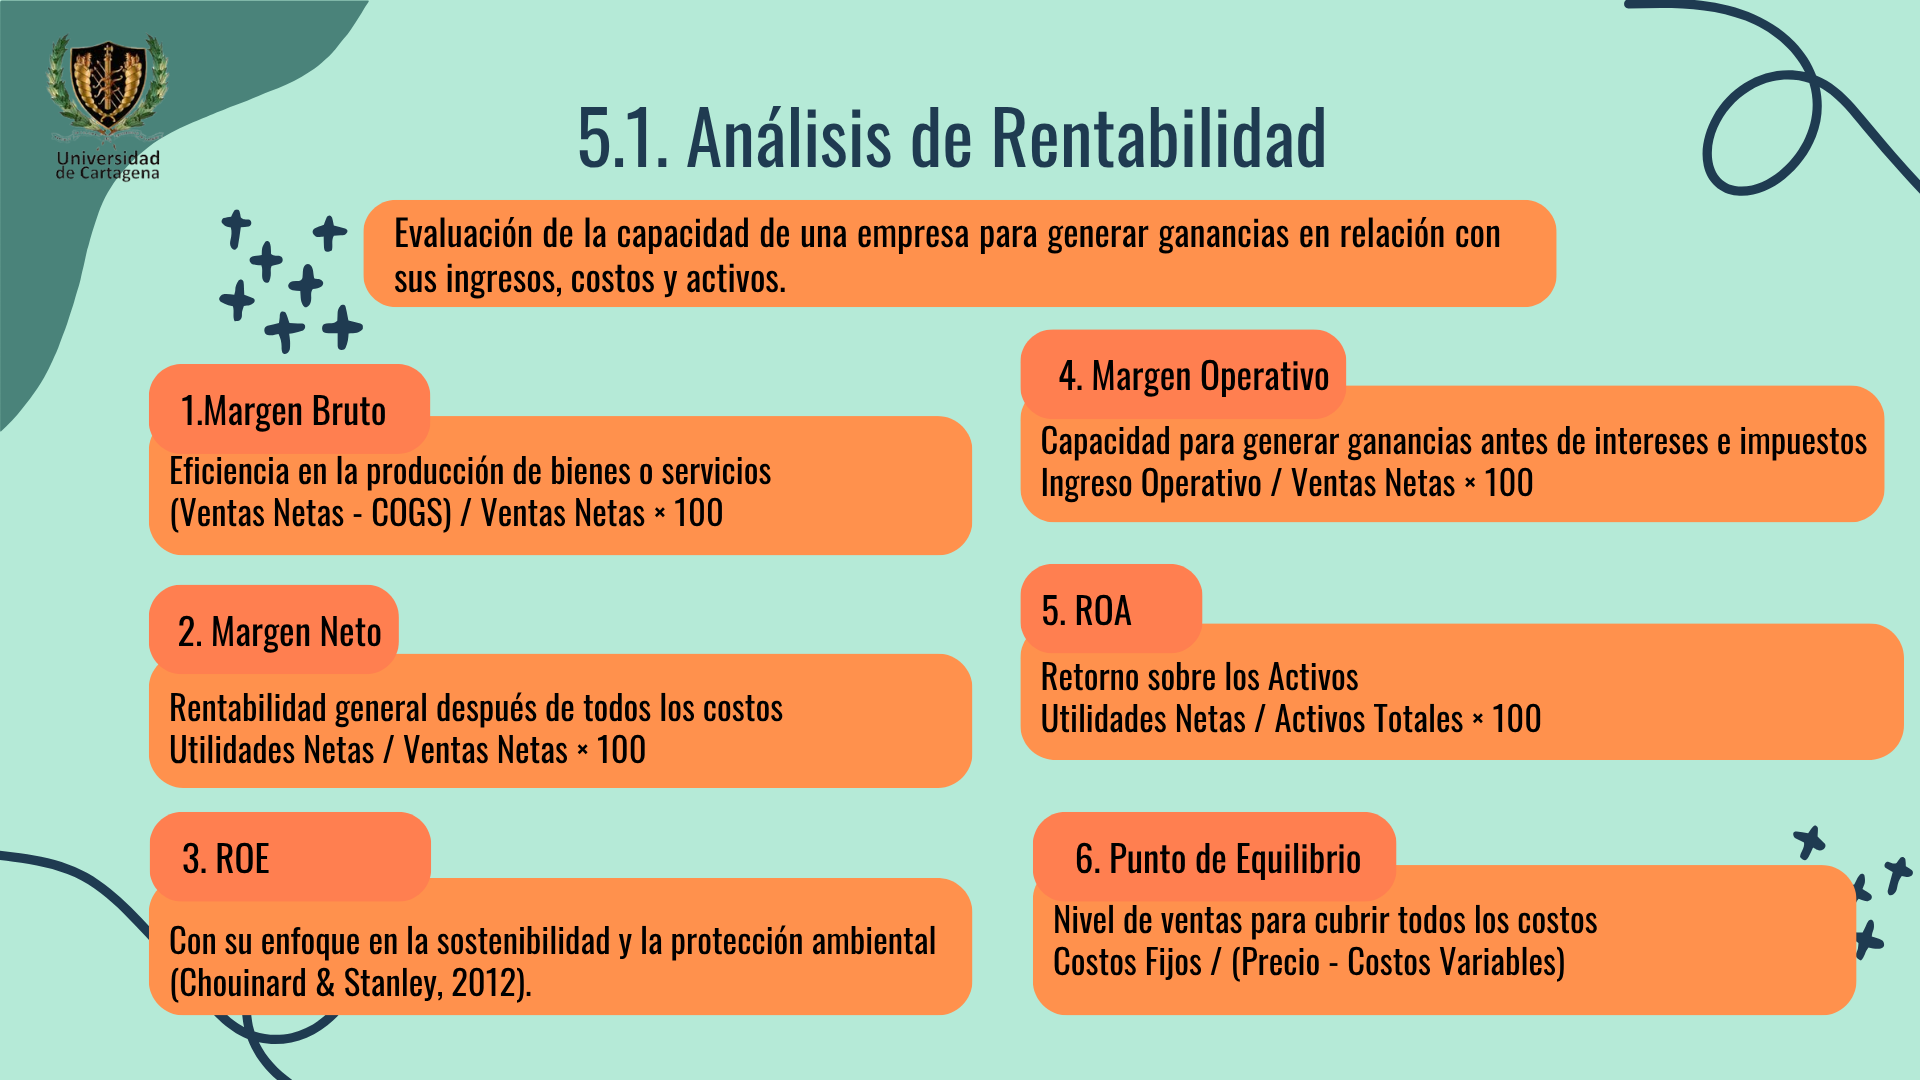 Universidad
de Cartagena
5.1. Análisis de Rentabilidad
Evaluación de la capacidad de una empresa para generar ganancias en relación con
sus ingresos, costos y activos.
1.Margen Bruto
Eficiencia en la producción de bienes o servicios
(Ventas Netas - COGS) / Ventas Netas × 100
2. Margen Neto
Rentabilidad general después de todos los costos
Utilidades Netas / Ventas Netas × 100
3. ROE
Con su enfoque en la sostenibilidad y la protección ambiental
(Chouinard & Stanley, 2012).
4. Margen Operativo
Capacidad para generar ganancias antes de intereses e impuestos
Ingreso Operativo / Ventas Netas × 100
5. ROA
Retorno sobre los Activos
Utilidades Netas / Activos Totales × 100
6. Punto de Equilibrio
Nivel de ventas para cubrir todos los costos
Costos Fijos / (Precio - Costos Variables)